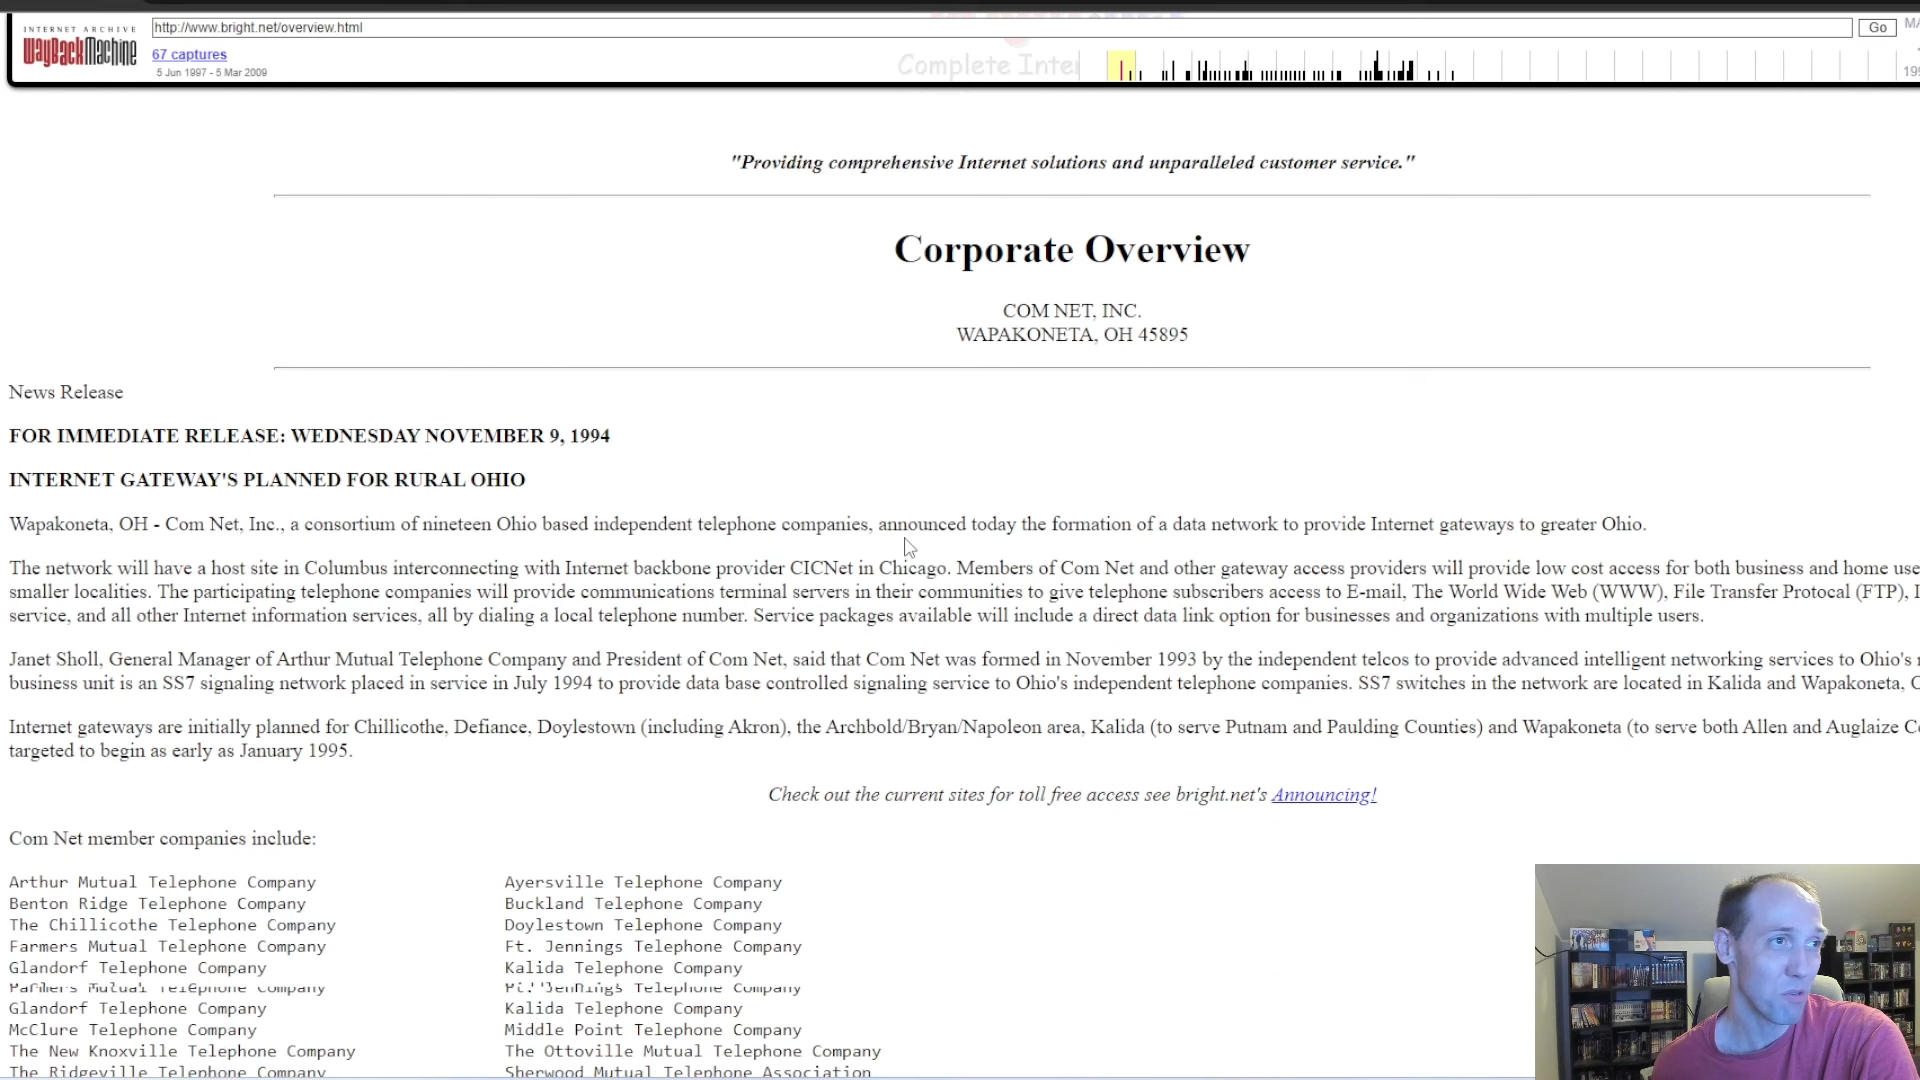 INTERNET ARCHIVE
WayBackMachine
http://www.bright.net/overview.html
Go
67 captures
5 Jun 1997 - 5 Mar 2009
Complete
"Providing comprehensive Internet solutions and unparalleled customer service."
Corporate Overview
COM NET, INC.
WAPAKONETA, OH 45895
News Release
FOR IMMEDIATE RELEASE: WEDNESDAY NOVEMBER 9, 1994
INTERNET GATEWAY'S PLANNED FOR RURAL OHIO
Wapakoneta, OH - Com Net, Inc., a consortium of nineteen Ohio based independent telephone companies, announced today the formation of a data network to provide Internet gateways to greater Ohio.
The network will have a host site in Columbus interconnecting with Internet backbone provider CICNet in Chicago. Members of Com Net and other gateway access providers will provide low cost access for both business and home use
smaller localities. The participating telephone companies will provide communications terminal servers in their communities to give telephone subscribers access to E-mail, The World Wide Web (WWW), File Transfer Protocal (FTP),
service, and all other Internet information services, all by dialing a local telephone number. Service packages available will include a direct data link option for businesses and organizations with multiple users.
Janet Sholl, General Manager of Arthur Mutual Telephone Company and President of Com Net, said that Com Net was formed in November 1993 by the independent telcos to provide advanced intelligent networking services to Ohio's
business unit is an SS7 signaling network placed in service in July 1994 to provide data base controlled signaling service to Ohio's independent telephone companies. SS7 switches in the network are located in Kalida and Wapakoneta,
Internet gateways are initially planned for Chillicothe, Defiance, Doylestown (including Akron), the Archbold/Bryan/Napoleon area, Kalida (to serve Putnam and Paulding Counties) and Wapakoneta (to serve both Allen and Auglaize
targeted to begin as early as January 1995.
Check out the current sites for toll free access see bright.net's Announcing!
Com Net member companies include:
Arthur Mutual Telephone Company Ayersville Telephone Company
Benton Ridge Telephone Company Buckland Telephone Company
The Chillicothe Telephone Company Doylestown Telephone Company
Farmers Mutual Telephone Company Ft. Jennings Telephone Company
Glandorf Telephone Company Kalida Telephone Company
Farmers Mutual Telephone Company Ft. Jennings Telephone Company
Glandorf Telephone Company Kalida Telephone Company
McClure Telephone Company Middle Point Telephone Company
The New Knoxville Telephone Company The Ottoville Mutual Telephone Company
The Ridgeville Telephone Company Sherwood Mutual Telephone Association